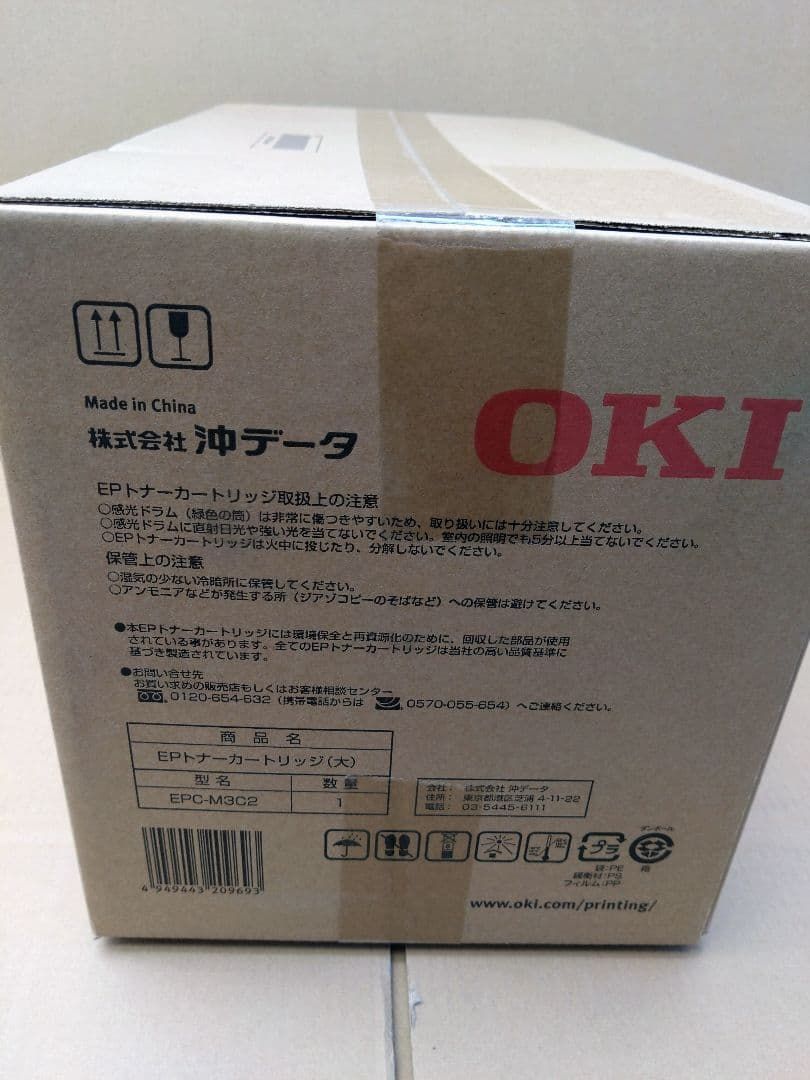 Made in China
株式会社 沖データ
OKI
EPトナーカートリッジ取扱上の注意
○感光ドラム（緑色の筒）は非常に傷つきやすいため、取り扱いには十分注意してください。
○感光ドラムに直射日光や強い光を当てないでください。室内の照明でも5分以上当てないでください。
○EPトナーカートリッジは火中に投じたり、分解しないでください。
保管上の注意
○湿気の少ない冷暗所に保管してください。
○アンモニアなどが発生する所（ジアゾコピーのそばなど）への保管は避けてください。
●本EPトナーカートリッジには環境保全と再資源化のために、回収した部品が使用
されている事があります。全てのEPトナーカートリッジは当社の高い品質基準に
基づき製造されています。
●お問い合せ先
お買い求めの販売店もしくはお客様相談センター
0120-654-632（携帯電話からは 0570-055-654）へご連絡ください。
商品名
EPトナーカートリッジ（大）
型名 数量
EPC-M3C2 1
会社： 株式会社 沖データ
住所： 東京都港区芝浦 4-11-22
電話： 03-5445-6111
ダンボール
プラ
箱
袋：PE
緩衝材：PS
フィルム：PP
4 949443 209693
www.oki.com/printing/